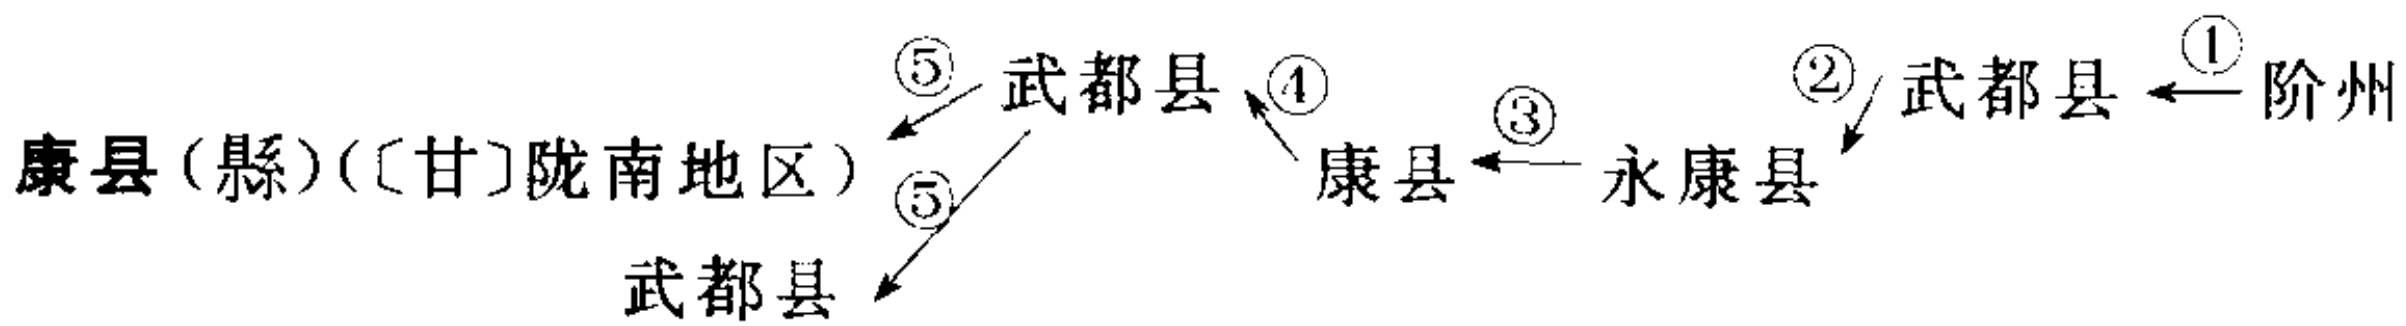 ⑤ 武都县 ④ ② 武都县 ① 阶州
康县(縣)(〔甘〕陇南地区) 康县 ③ 永康县
⑤
武都县